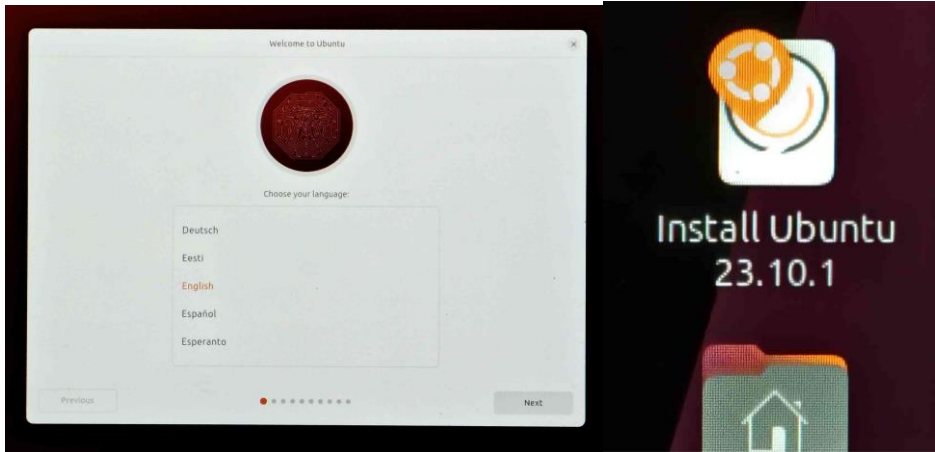 Welcome to Ubuntu
Choose your language:
Deutsch
Eesti
English
Español
Esperanto
Previous
Next
Install Ubuntu
23.10.1